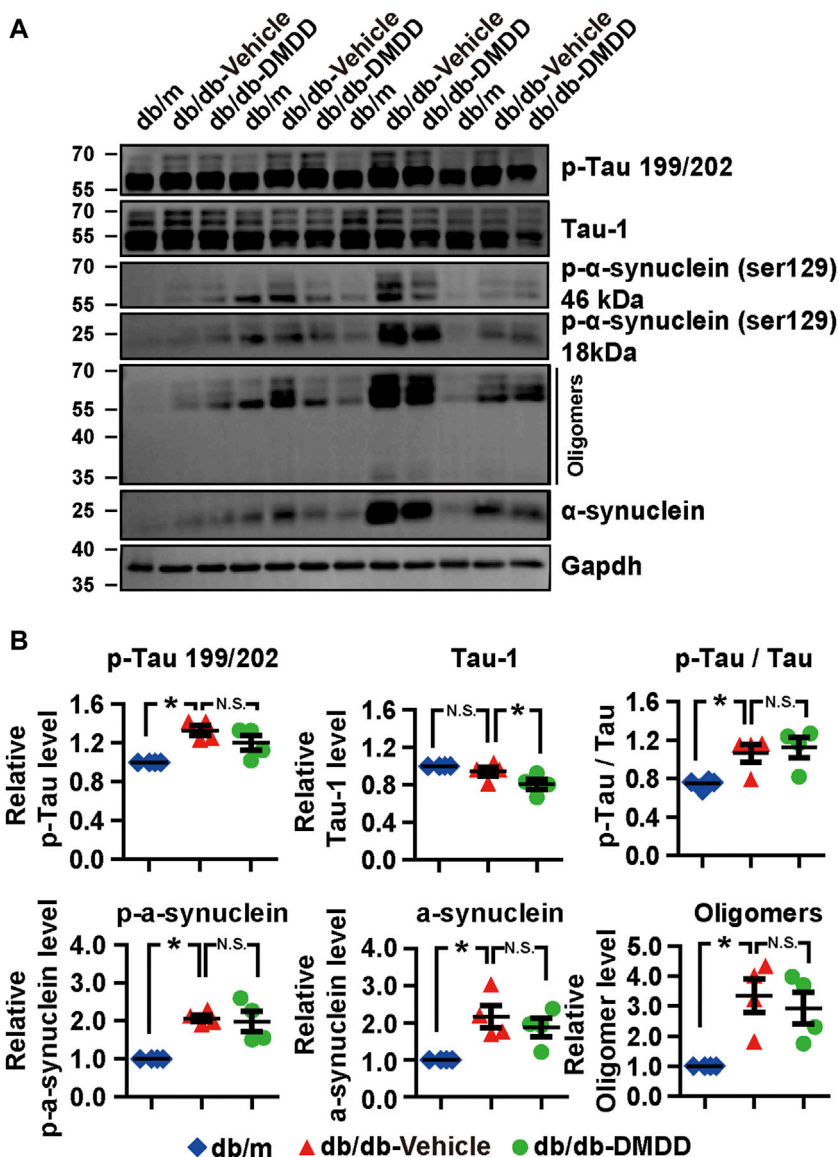 A
db/m
db/db-Vehicle
db/db-DMDD
db/m
db/db-Vehicle
db/db-DMDD
db/m
db/db-Vehicle
db/db-DMDD
db/m
db/db-Vehicle
db/db-DMDD
70
55
p-Tau 199/202
70
55
Tau-1
70
55
p-α-synuclein (ser129)
46 kDa
25
p-α-synuclein (ser129)
18kDa
70
55
40
35
Oligomers
25
α-synuclein
40
35
Gapdh
B
p-Tau 199/202
Relative
p-Tau level
1.6
1.2
0.8
0.4
0.0
*
N.S.
Tau-1
Relative
Tau-1 level
1.6
1.4
1.2
1.0
0.8
0.6
0.4
0.2
0.0
N.S.
*
p-Tau / Tau
p-Tau / Tau
1.6
1.2
0.8
0.4
0.0
*
N.S.
p-a-synuclein
Relative
p-a-synuclein level
4.0
3.0
2.0
1.0
0.0
*
N.S.
a-synuclein
Relative
a-synuclein level
4.0
3.0
2.0
1.0
0.0
*
N.S.
Oligomers
Relative
Oligomer level
5.0
4.0
3.0
2.0
1.0
0.0
*
N.S.
db/m db/db-Vehicle db/db-DMDD